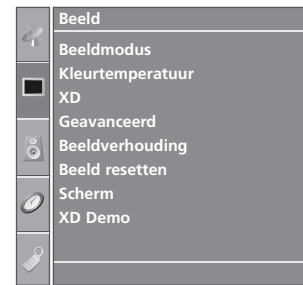 Beeld
Beeldmodus
Kleurtemperatuur
XD
Geavanceerd
Beeldverhouding
Beeld resetten
Scherm
XD Demo